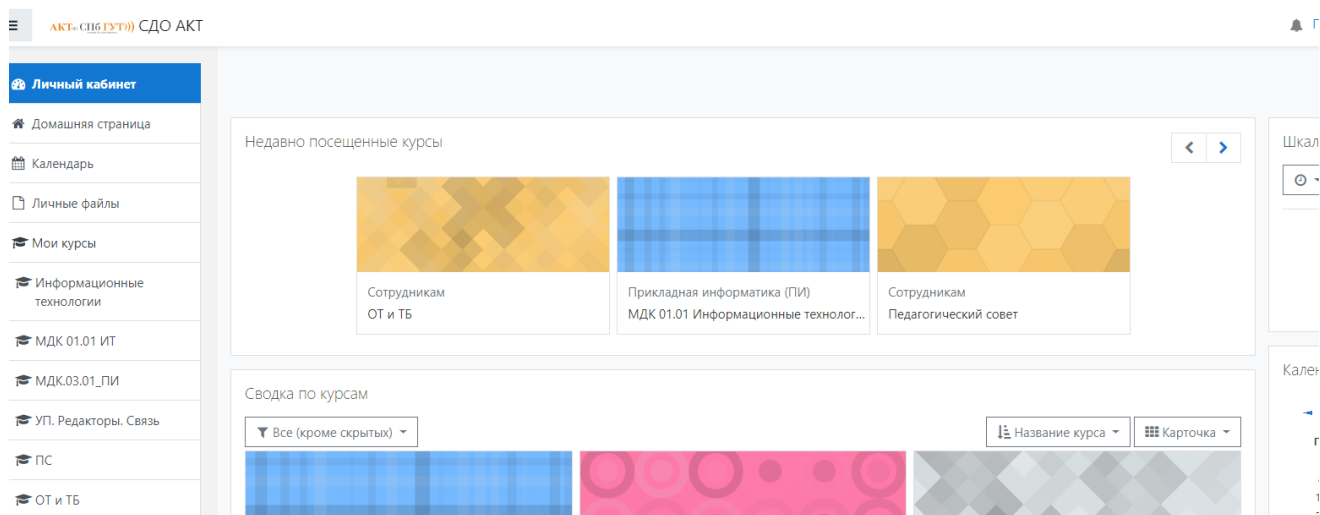 АКТ СПб ГУТ))) СДО АКТ
Личный кабинет
Домашняя страница
Календарь
Личные файлы
Мои курсы
Информационные
технологии
МДК 01.01 ИТ
МДК.03.01_ПИ
УП. Редакторы. Связь
ПС
ОТ и ТБ
Недавно посещенные курсы
Сотрудникам
ОТ и ТБ
Прикладная информатика (ПИ)
МДК 01.01 Информационные технолог...
Сотрудникам
Педагогический совет
Сводка по курсам
Все (кроме скрытых)
Название курса
Карточка
Шкал
Кален